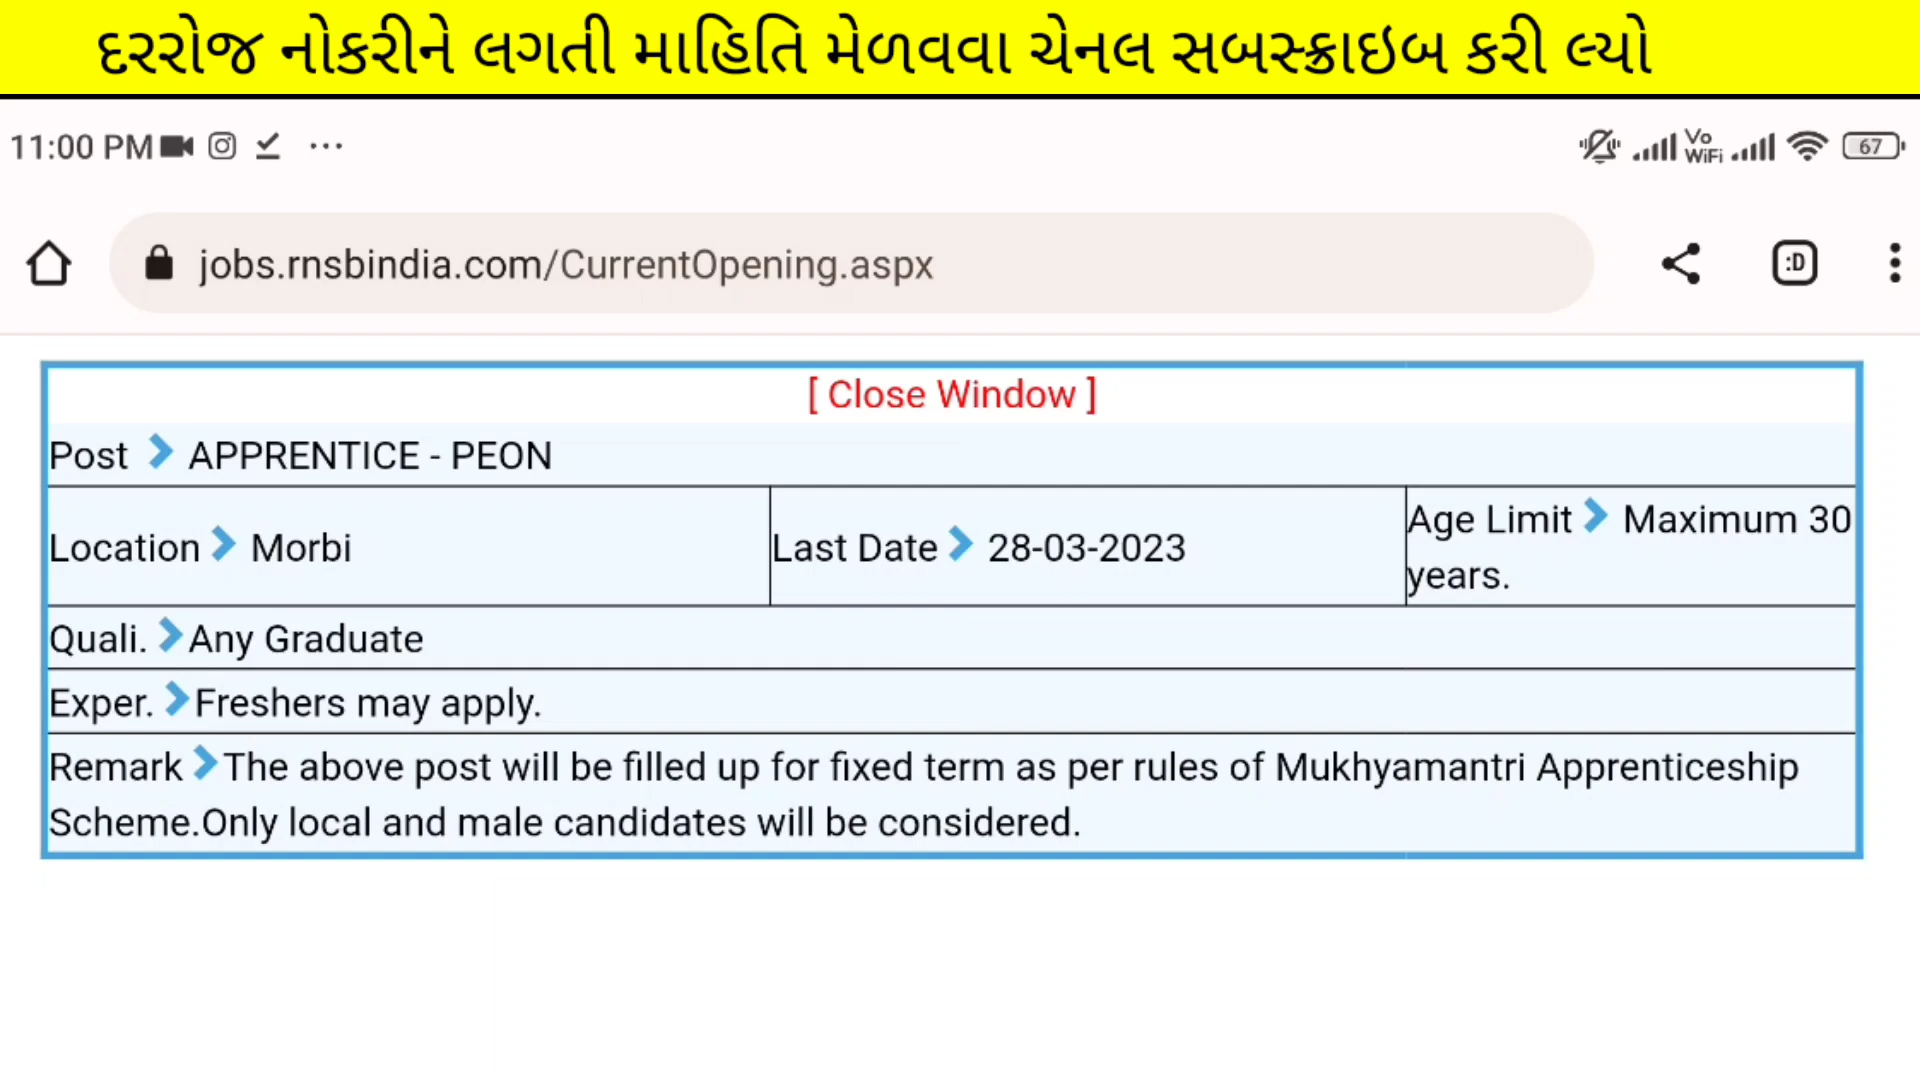 દરરોજ નોકરીને લગતી માહિતિ મેળવવા ચેનલ સબસ્ક્રાઇબ કરી લ્યો
11:00 PM
Vo WiFi
67
jobs.rnsbindia.com/CurrentOpening.aspx
:D
[ Close Window ]
Post APPRENTICE - PEON
Location Morbi
Last Date 28-03-2023
Age Limit Maximum 30
years.
Quali. Any Graduate
Exper. Freshers may apply.
Remark The above post will be filled up for fixed term as per rules of Mukhyamantri Apprenticeship
Scheme.Only local and male candidates will be considered.